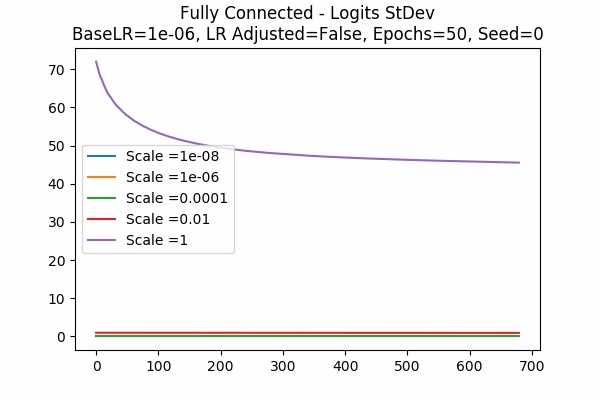 Fully Connected - Logits StDev
BaseLR=1e-06, LR Adjusted=False, Epochs=50, Seed=0
70
60
50
40
30
20
10
0
Scale =1e-08
Scale =1e-06
Scale =0.0001
Scale =0.01
Scale =1
0 100 200 300 400 500 600 700